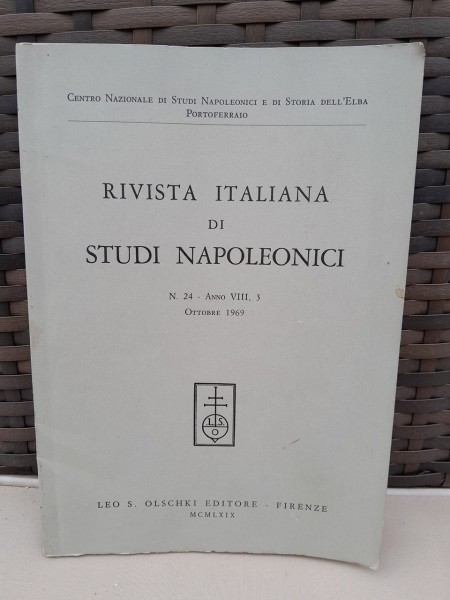 Centro Nazionale di Studi Napoleonici e di Storia dell'Elba
Portoferraio
RIVISTA ITALIANA
DI
STUDI NAPOLEONICI
N. 24 - Anno VIII, 3
Ottobre 1969
L S
O
LEO S. OLSCHKI EDITORE - FIRENZE
MCMLXIX